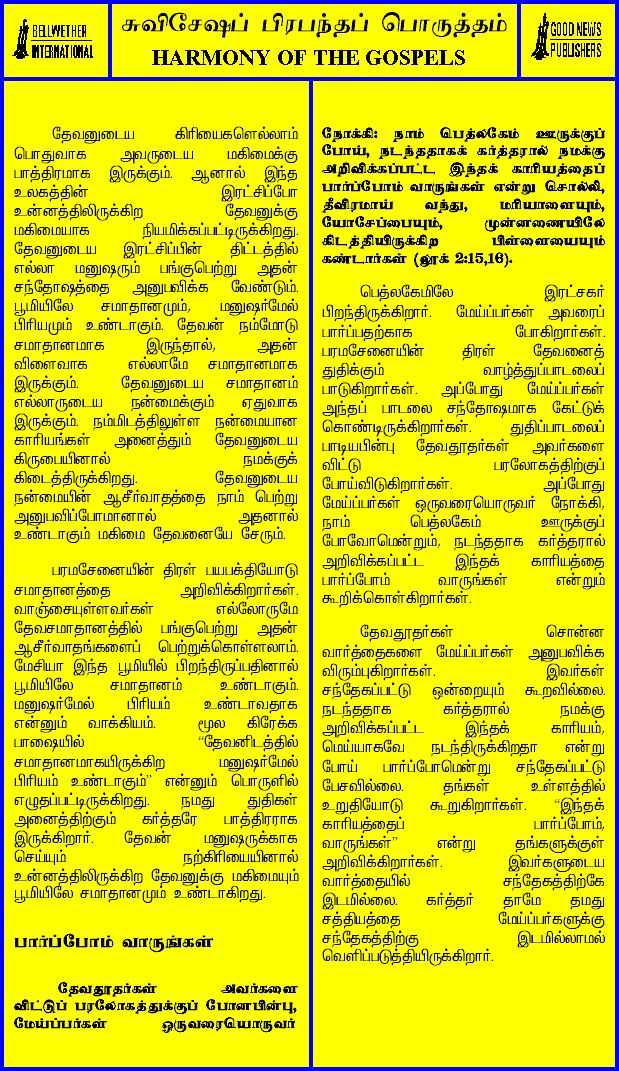 BELLWETHER
INTERNATIONAL
சுவிசேஷப் பிரபந்தப் பொருத்தம்
HARMONY OF THE GOSPELS
GOOD NEWS
PUBLISHERS
தேவனுடைய கிரியைகளெல்லாம்
பொதுவாக அவருடைய மகிமைக்கு
பாத்திரமாக இருக்கும். ஆனால் இந்த
உலகத்தின் இரட்சிப்போ
உன்னத்திலிருக்கிற தேவனுக்கு
மகிமையாக நியமிக்கப்பட்டிருக்கிறது.
தேவனுடைய இரட்சிப்பின் திட்டத்தில்
எல்லா மனுஷரும் பங்குபெற்று அதன்
சந்தோஷத்தை அனுபவிக்க வேண்டும்.
பூமியிலே சமாதானமும், மனுஷர்மேல்
பிரியமும் உண்டாகும். தேவன் நம்மோடு
சமாதானமாக இருந்தால், அதன்
விளைவாக எல்லாமே சமாதானமாக
இருக்கும். தேவனுடைய சமாதானம்
எல்லாருடைய நன்மைக்கும் ஏதுவாக
இருக்கும். நம்மிடத்திலுள்ள நன்மையான
காரியங்கள் அனைத்தும் தேவனுடைய
கிருபையினால் நமக்குக்
கிடைத்திருக்கிறது. தேவனுடைய
நன்மையின் ஆசீர்வாதத்தை நாம் பெற்று
அனுபவிப்போமானால் அதனால்
உண்டாகும் மகிமை தேவனையே சேரும்.
பரமசேனையின் திரள் பயபக்தியோடு
சமாதானத்தை அறிவிக்கிறார்கள்.
வாஞ்சையுள்ளவர்கள் எல்லோருமே
தேவசமாதானத்தில் பங்குபெற்று அதன்
ஆசீர்வாதங்களைப் பெற்றுக்கொள்ளலாம்.
மேசியா இந்த பூமியில் பிறந்திருப்பதினால்
பூமியிலே சமாதானம் உண்டாகும்.
மனுஷர்மேல் பிரியம் உண்டாவதாக
என்னும் வாக்கியம். மூல கிரேக்க
பாஷையில் “தேவனிடத்தில்
சமாதானமாகயிருக்கிற மனுஷர்மேல்
பிரியம் உண்டாகும்” என்னும் பொருளில்
எழுதப்பட்டிருக்கிறது. நமது துதிகள்
அனைத்திற்கும் கர்த்தரே பாத்திரராக
இருக்கிறார். தேவன் மனுஷருக்காக
செய்யும் நற்கிரியையினால்
உன்னத்திலிருக்கிற தேவனுக்கு மகிமையும்
பூமியிலே சமாதானமும் உண்டாகிறது.
பார்ப்போம் வாருங்கள்
தேவதூதர்கள் அவர்களை
விட்டுப் பரலோகத்துக்குப் போனபின்பு,
மேய்ப்பர்கள் ஒருவரையொருவர்
நோக்கி: நாம் பெத்லகேம் ஊருக்குப்
போய், நடந்ததாகக் கர்த்தரால் நமக்கு
அறிவிக்கப்பட்ட இந்தக் காரியத்தைப்
பார்ப்போம் வாருங்கள் என்று சொல்லி,
தீவிரமாய் வந்து, மரியாளையும்,
யோசேப்பையும், முன்னணையிலே
கிடத்தியிருக்கிற பிள்ளையையும்
கண்டார்கள் (லூக் 2:15,16).
பெத்லகேமிலே இரட்சகர்
பிறந்திருக்கிறார். மேய்ப்பர்கள் அவரைப்
பார்ப்பதற்காக போகிறார்கள்.
பரமசேனையின் திரள் தேவனைத்
துதிக்கும் வாழ்த்துப்பாடலைப்
பாடுகிறார்கள். அப்போது மேய்ப்பர்கள்
அந்தப் பாடலை சந்தோஷமாக கேட்டுக்
கொண்டிருக்கிறார்கள். துதிப்பாடலைப்
பாடியபின்பு தேவதூதர்கள் அவர்களை
விட்டு பரலோகத்திற்குப்
போய்விடுகிறார்கள். அப்போது
மேய்ப்பர்கள் ஒருவரையொருவர் நோக்கி,
நாம் பெத்லகேம் ஊருக்குப்
போவோமென்றும், நடந்ததாக கர்த்தரால்
அறிவிக்கப்பட்ட இந்தக் காரியத்தை
பார்ப்போம் வாருங்கள் என்றும்
கூறிக்கொள்கிறார்கள்.
தேவதூதர்கள் சொன்ன
வார்த்தைகளை மேய்ப்பர்கள் அனுபவிக்க
விரும்புகிறார்கள். இவர்கள்
சந்தேகப்பட்டு ஒன்றையும் கூறவில்லை.
நடந்ததாக கர்த்தரால் நமக்கு
அறிவிக்கப்பட்ட இந்தக் காரியம்,
மெய்யாகவே நடந்திருக்கிறதா என்று
போய் பார்ப்போமென்று சந்தேகப்பட்டு
பேசவில்லை. தங்கள் உள்ளத்தில்
உறுதியோடு கூறுகிறார்கள். “இந்தக்
காரியத்தைப் பார்ப்போம்,
வாருங்கள்” என்று தங்களுக்குள்
அறிவிக்கிறார்கள். இவர்களுடைய
வார்த்தையில் சந்தேகத்திற்கே
இடமில்லை. கர்த்தர் தாமே தமது
சத்தியத்தை மேய்ப்பர்களுக்கு
சந்தேகத்திற்கு இடமில்லாமல்
வெளிப்படுத்தியிருக்கிறார்.